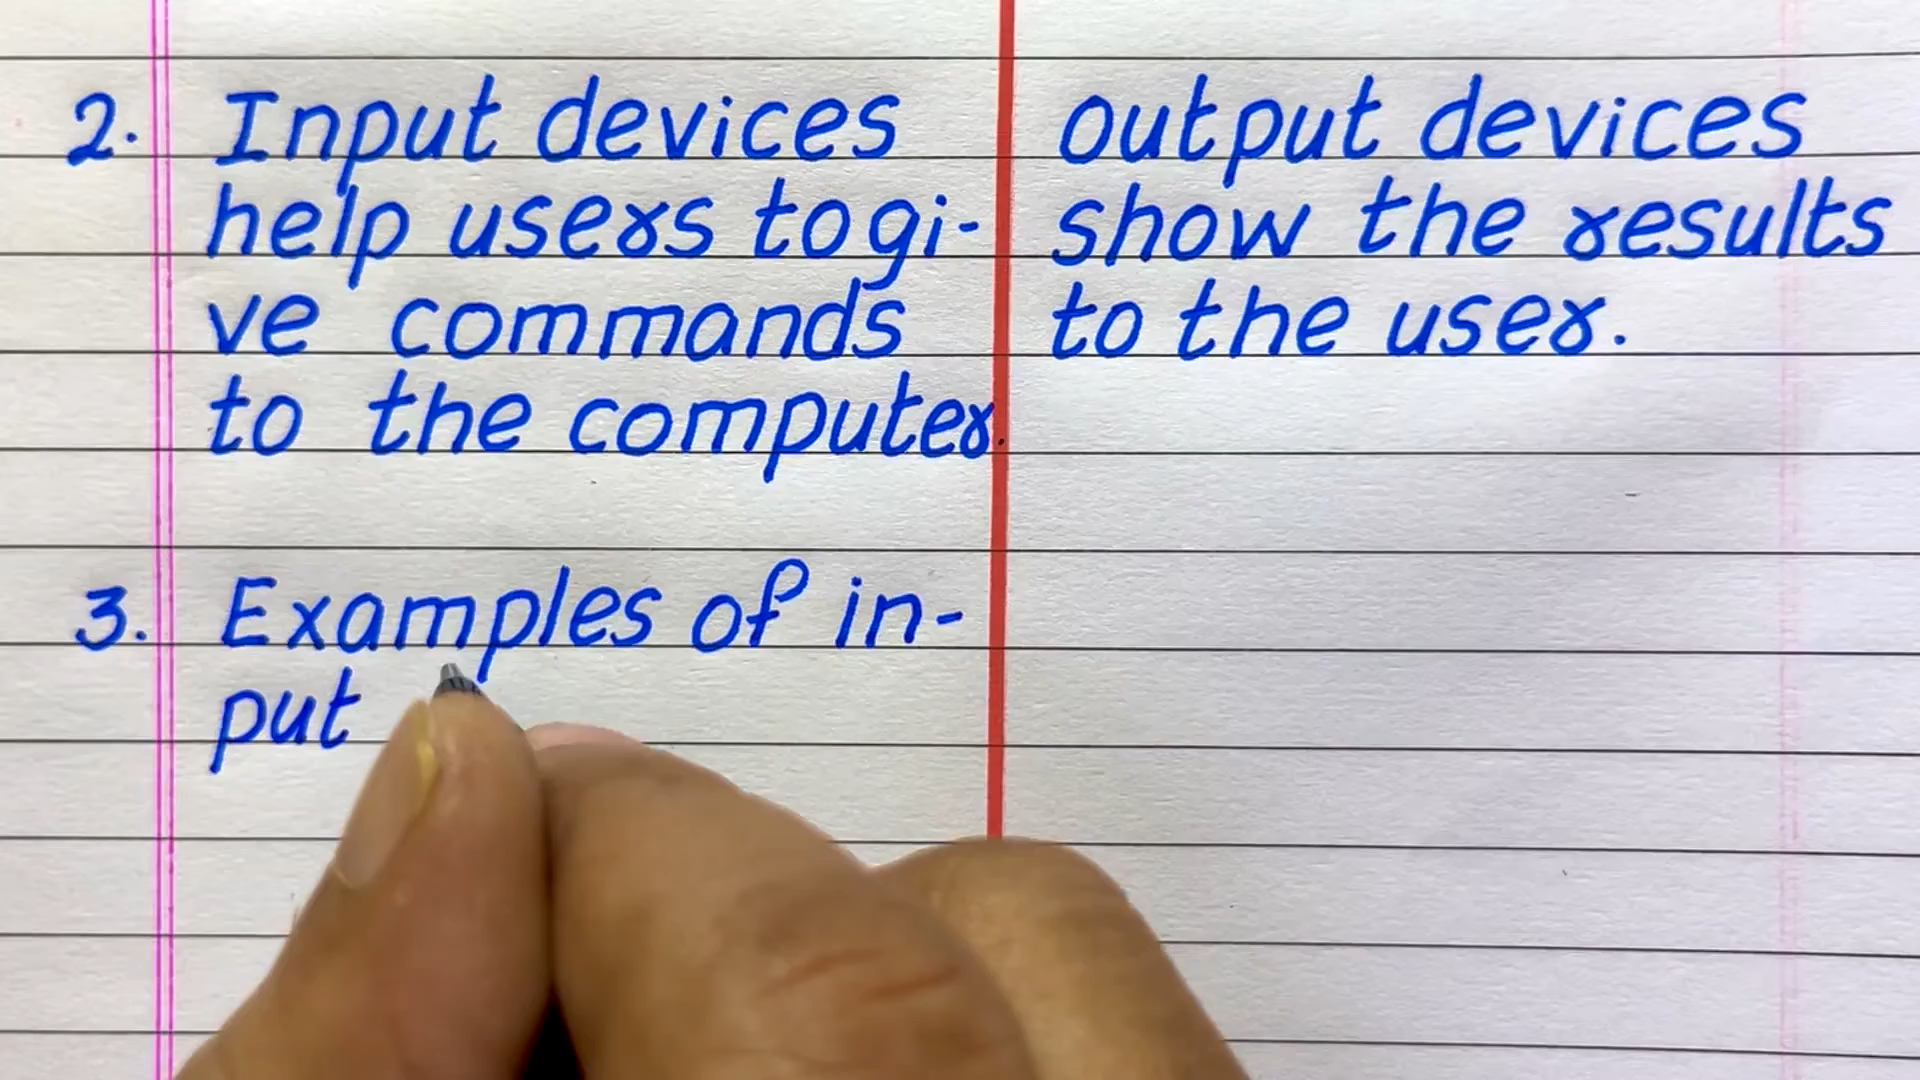 2. Input devices
help users to gi-
ve commands
to the computer.
output devices
show the results
to the user.
3. Examples of in-
put